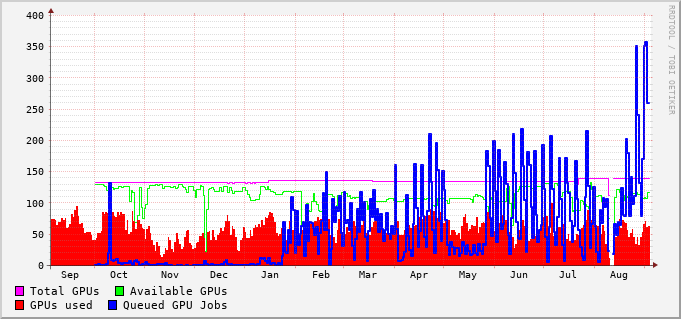 RRDTOOL / TOBI OETIKER
400
350
300
250
200
150
100
50
0
Sep Oct Nov Dec Jan Feb Mar Apr May Jun Jul Aug
Total GPUs Available GPUs
GPUs used Queued GPU Jobs